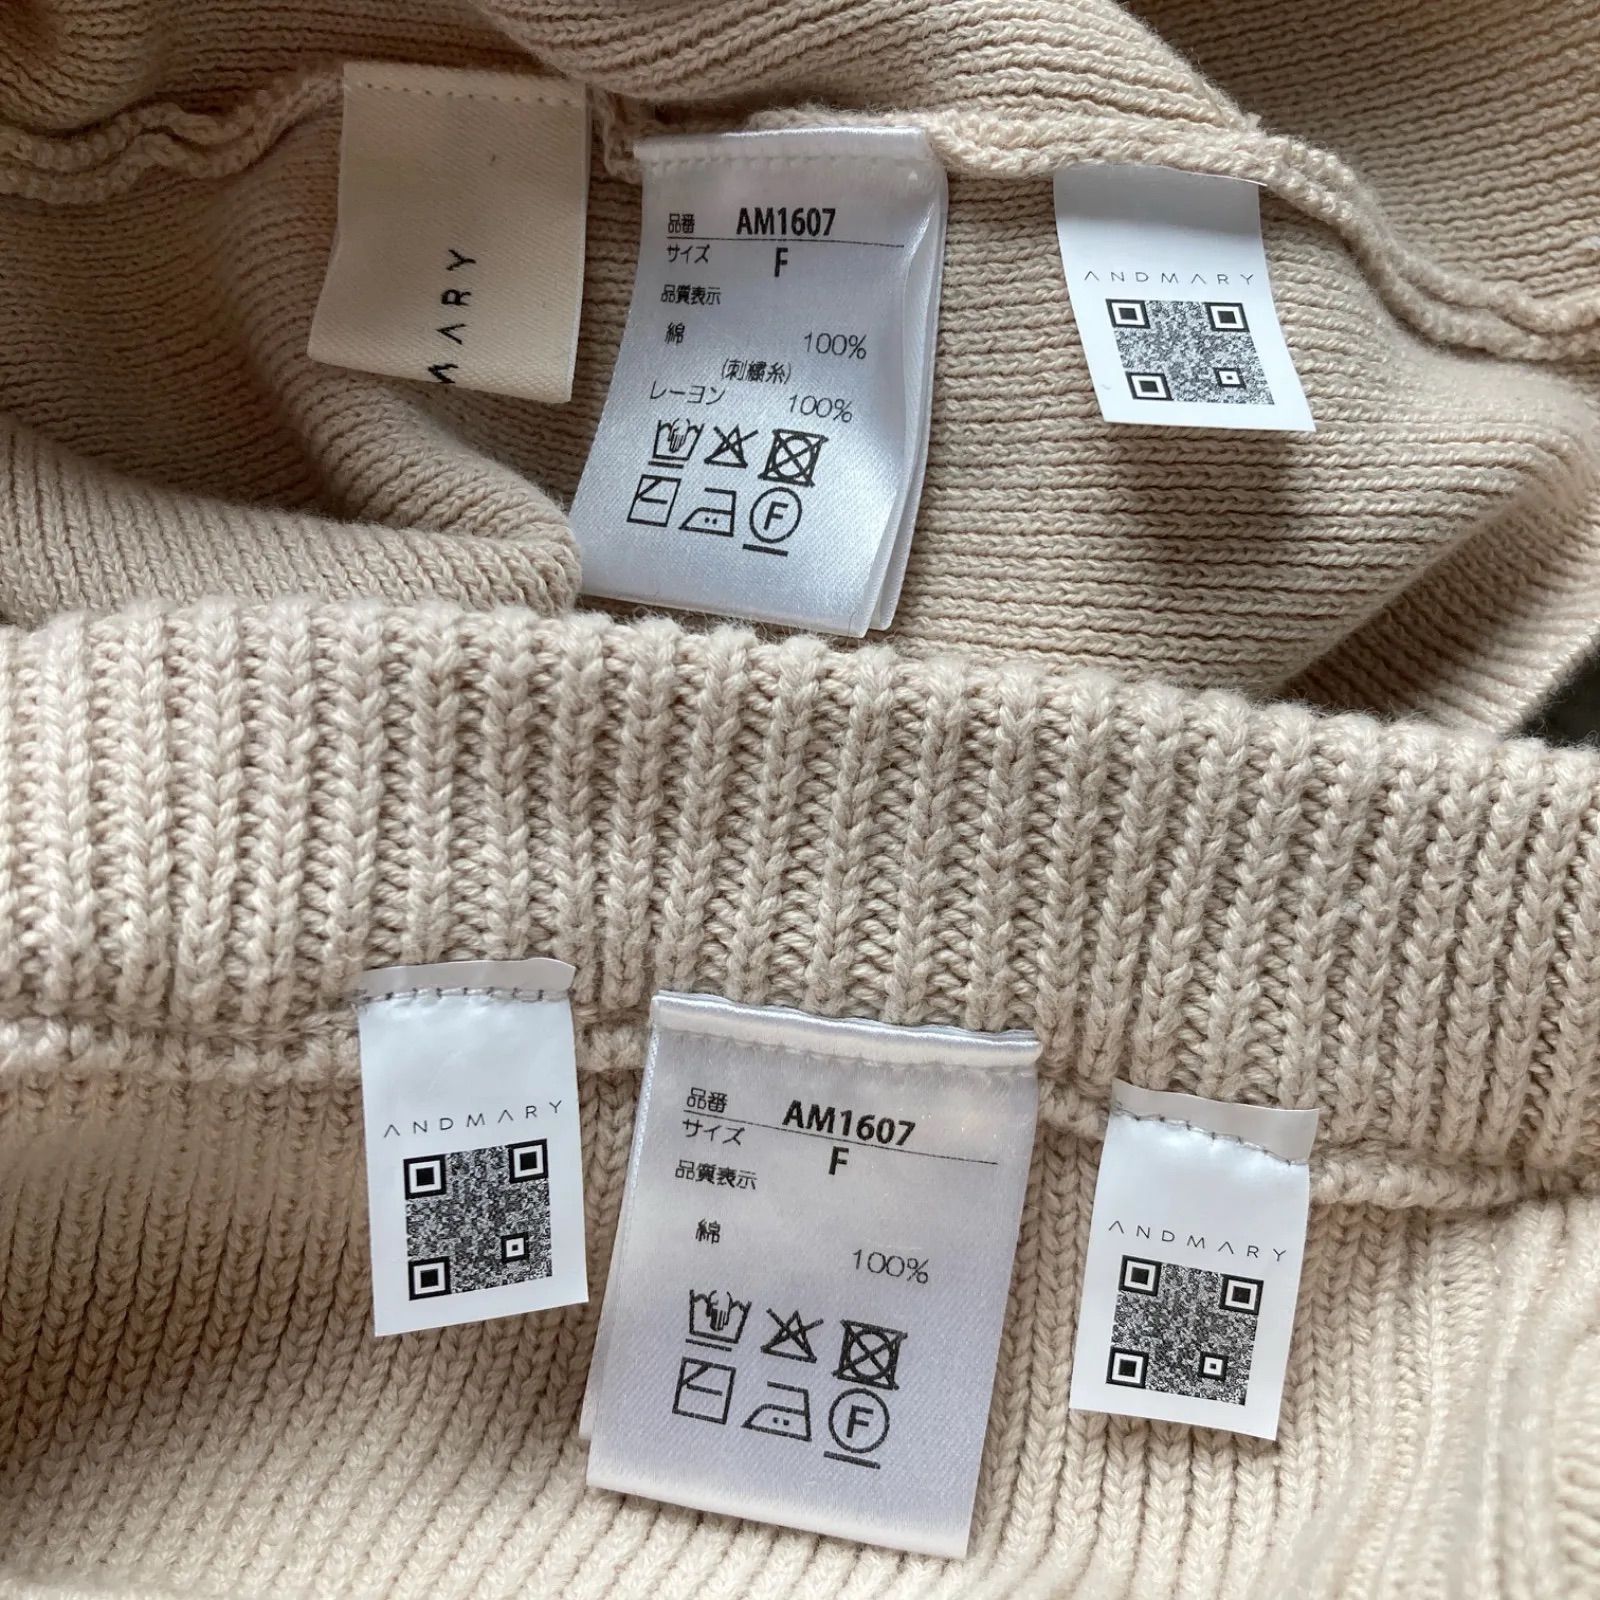 MARY
品番 AM1607
サイズ F
品質表示
綿 100%
(刺繍糸)
レーヨン 100%
F
ANDMARY
ANDMARY
品番 AM1607
サイズ F
品質表示
綿 100%
F
ANDMARY